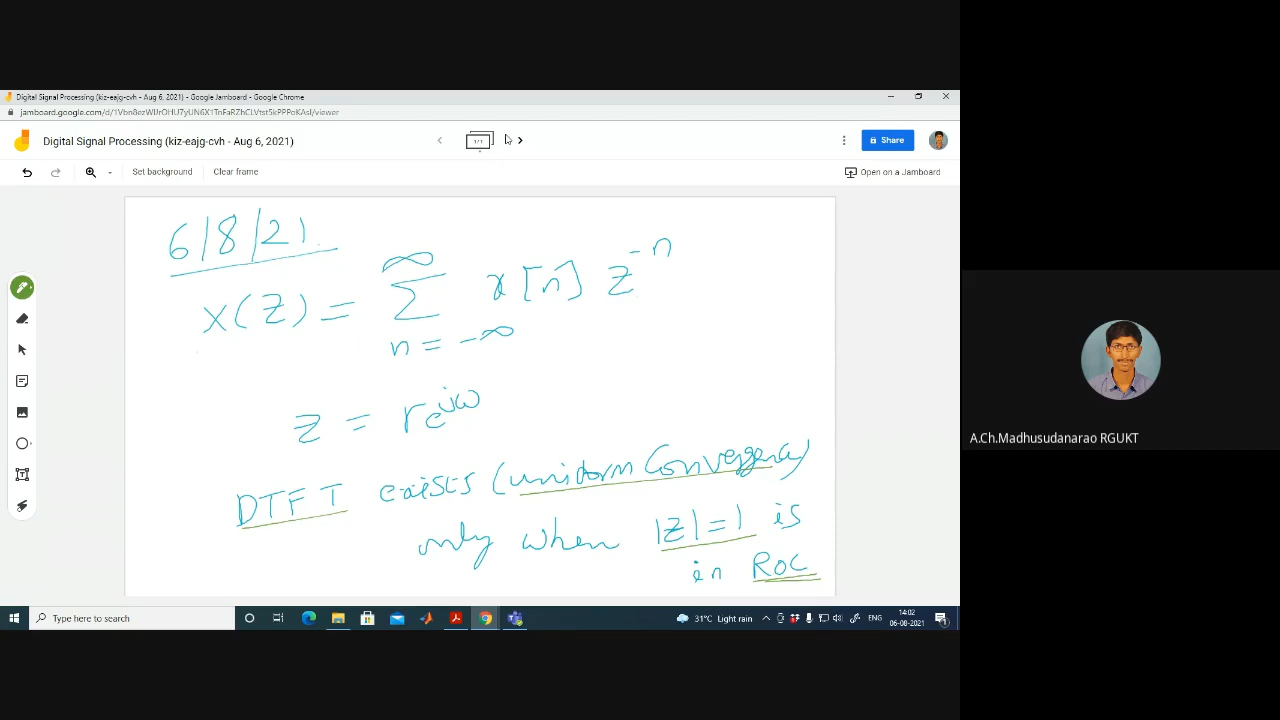 Digital Signal Processing (kiz-eajg-cvh - Aug 6, 2021) - Google Jamboard - Google Chrome
Digital Signal Processing (kiz-eajg-cvh - Aug 6, 2021)
1/1
Share
Set background
Clear frame
Open on a Jamboard
6/8/21
X(Z) = ∑ x[n] z^{-n}
∞
n = -∞
z = re^{jω}
DTFT exists (uniform Convergency)
only when |Z|=1 is
in ROC
A.Ch.Madhusudanarao RGUKT
Type here to search
31°C Light rain
ENG
14:02
06-08-2021
1